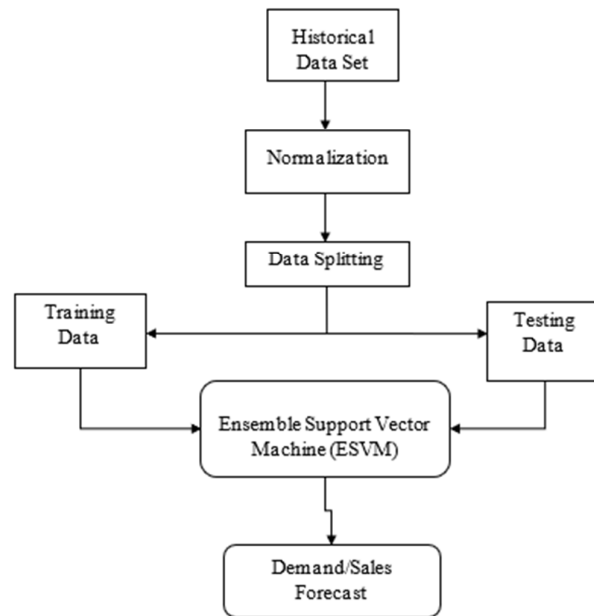 Historical
Data Set
Normalization
Data Splitting
Training
Data
Testing
Data
Ensemble Support Vector
Machine (ESVM)
Demand/Sales
Forecast